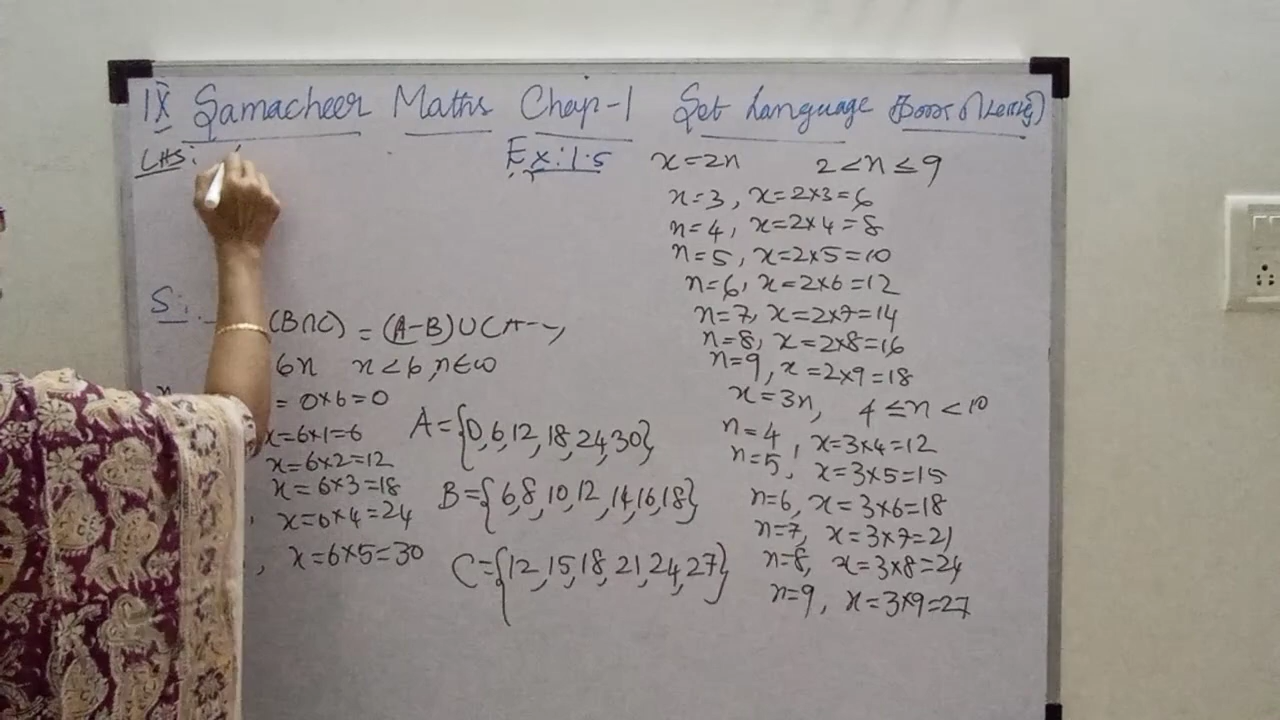 IX Samacheer Maths Chap-1 Set Language (கணமொழி)
LHS:
Ex: 1.5
S:
(B∩C) = (A-B)∪(A-
6n n<6, n∈W
= 0×6=0
x=6×1=6
x=6×2=12
x=6×3=18
, x=6×4=24
, x=6×5=30
A={0,6,12,18,24,30}
B={6,8,10,12,14,16,18}
C={12,15,18,21,24,27}
x=2n 2<n≤9
n=3, x=2×3=6
n=4, x=2×4=8
n=5, x=2×5=10
n=6, x=2×6=12
n=7, x=2×7=14
n=8, x=2×8=16
n=9, x=2×9=18
x=3n, 4≤n<10
n=4, x=3×4=12
n=5, x=3×5=15
n=6, x=3×6=18
n=7, x=3×7=21
n=8, x=3×8=24
n=9, x=3×9=27